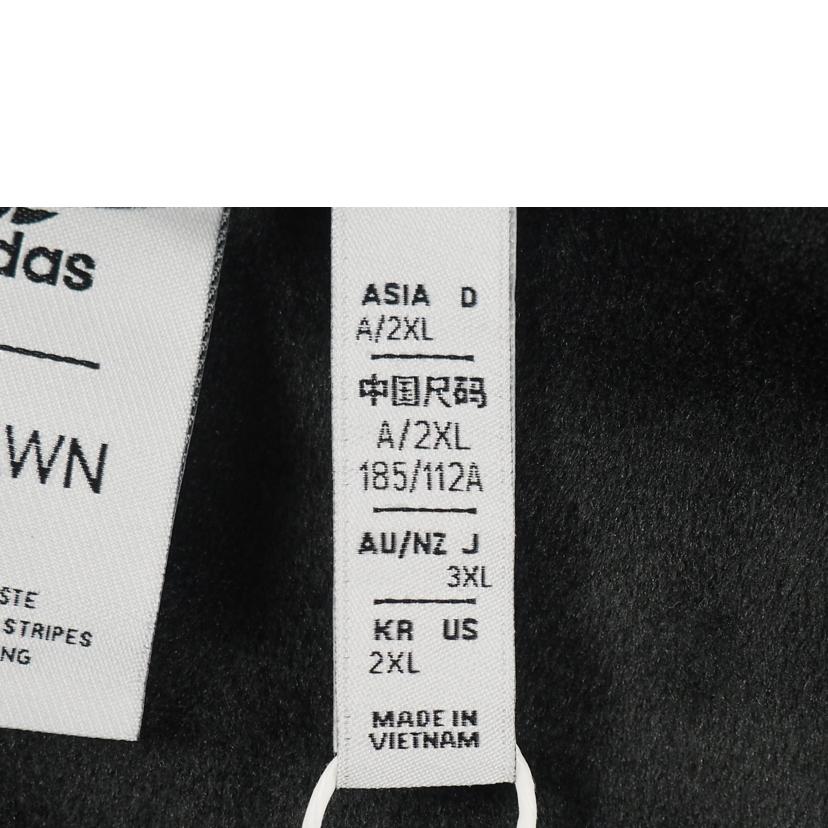 das
WN
STE
STRIPES
NG
ASIA D
A/2XL
中国尺码
A/2XL
185/112A
AU/NZ J
3XL
KR US
2XL
MADE IN
VIETNAM